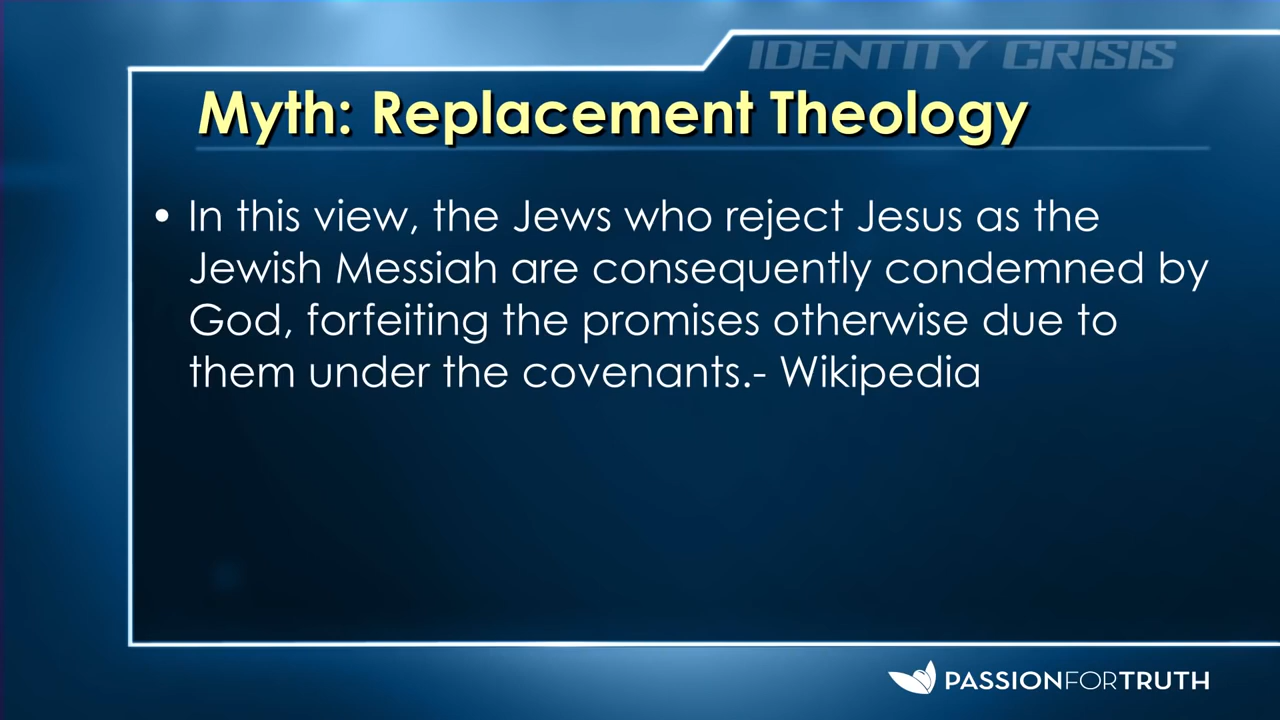 IDENTITY CRISIS
Myth: Replacement Theology
• In this view, the Jews who reject Jesus as the
Jewish Messiah are consequently condemned by
God, forfeiting the promises otherwise due to
them under the covenants.- Wikipedia
PASSIONFORTRUTH